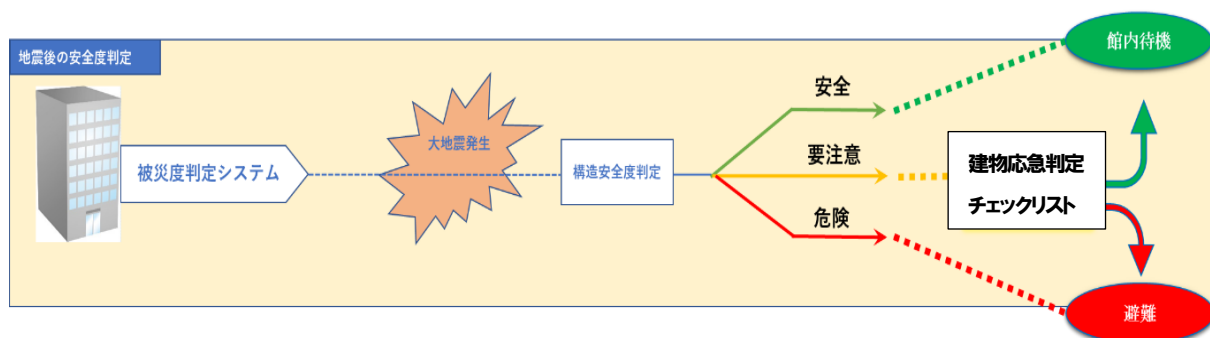 地震後の安全度判定
被災度判定システム
大地震発生
構造安全度判定
安全
要注意
危険
建物応急判定
チェックリスト
館内待機
避難